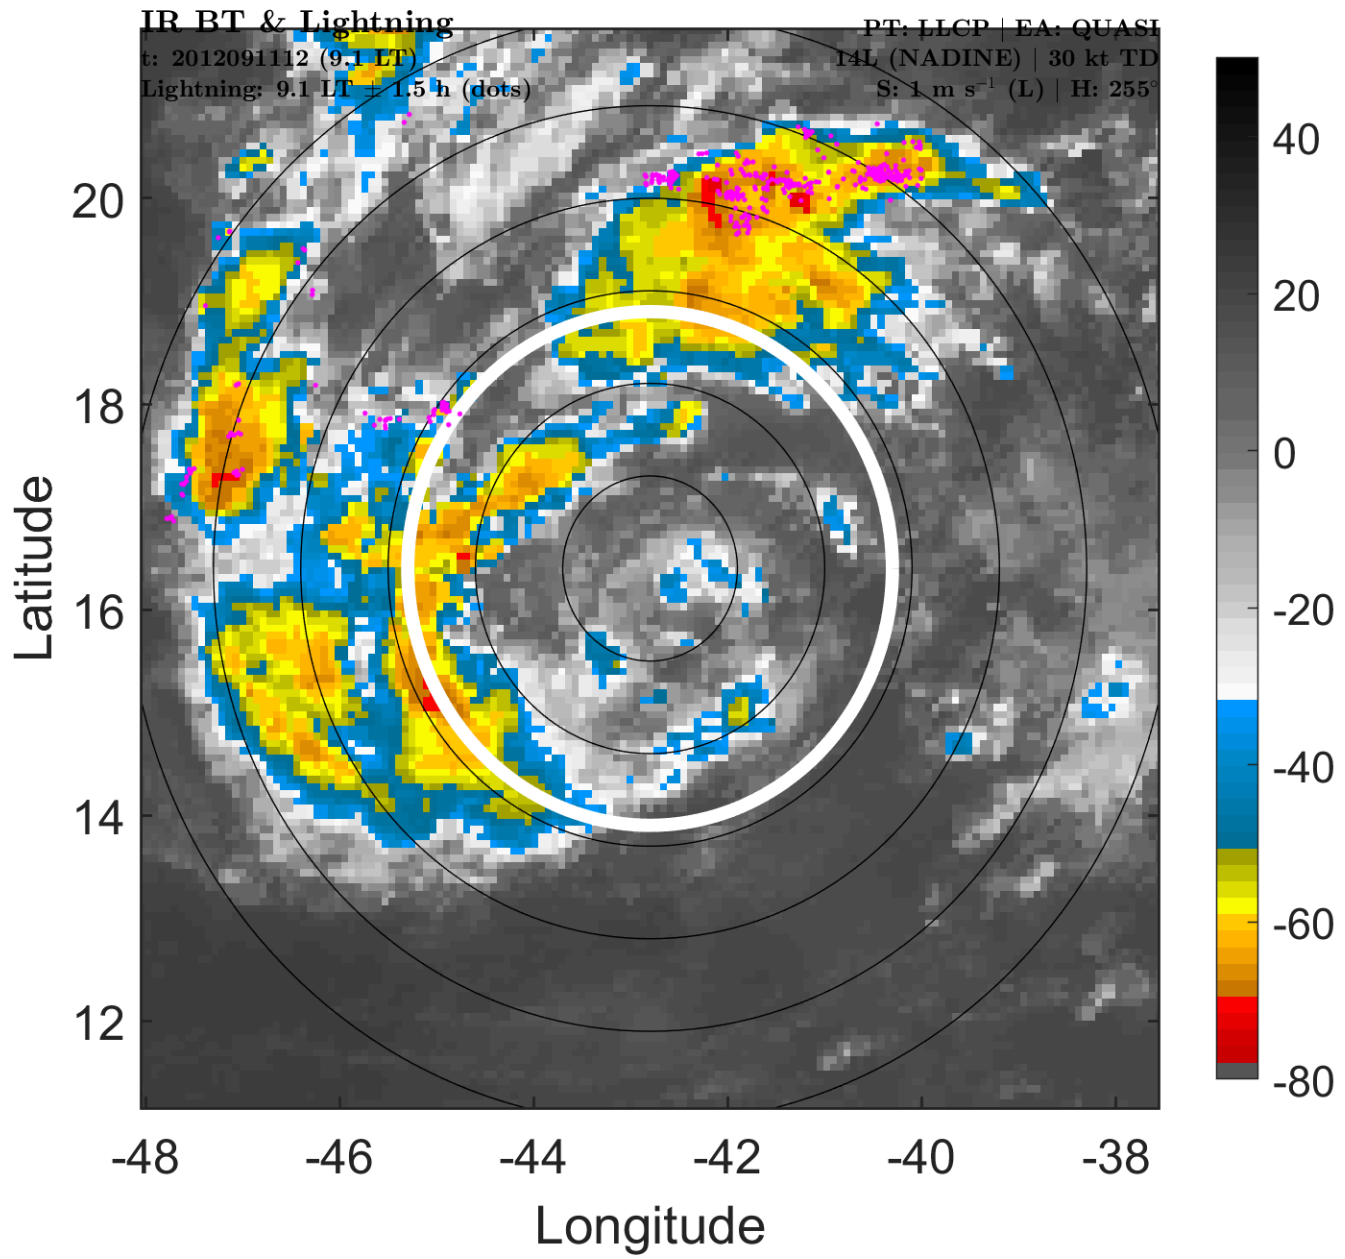 IR BT & Lightning
PT: LLCP | EA: QUASI
t: 2012091112 (9.1 LT)
14L (NADINE) | 30 kt TD
Lightning: 9.1 LT ± 1.5 h (dots)
S: 1 m s⁻¹ (L) | H: 255°
40
20
0
-20
-40
-60
-80
20
18
16
14
12
Latitude
-48
-46
-44
-42
-40
-38
Longitude